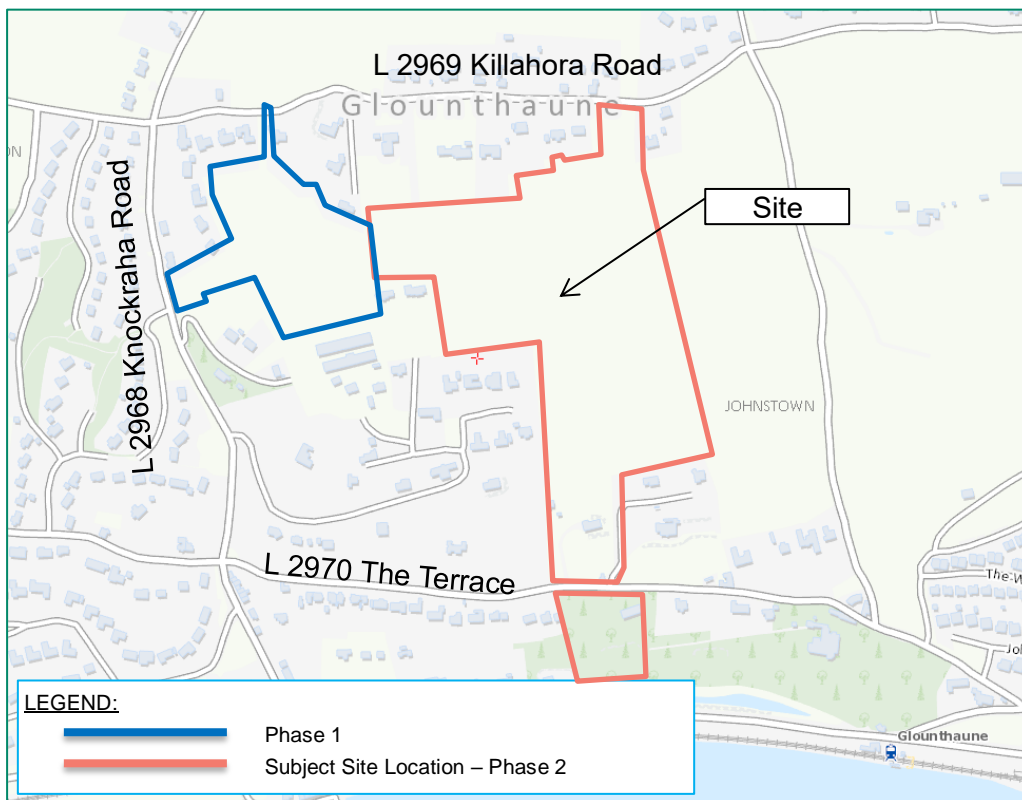 L 2969 Killahora Road
Glounthaune
L 2968 Knockraha Road
Site
JOHNSTOWN
L 2970 The Terrace
LEGEND:
Phase 1
Subject Site Location – Phase 2
Glounthaune